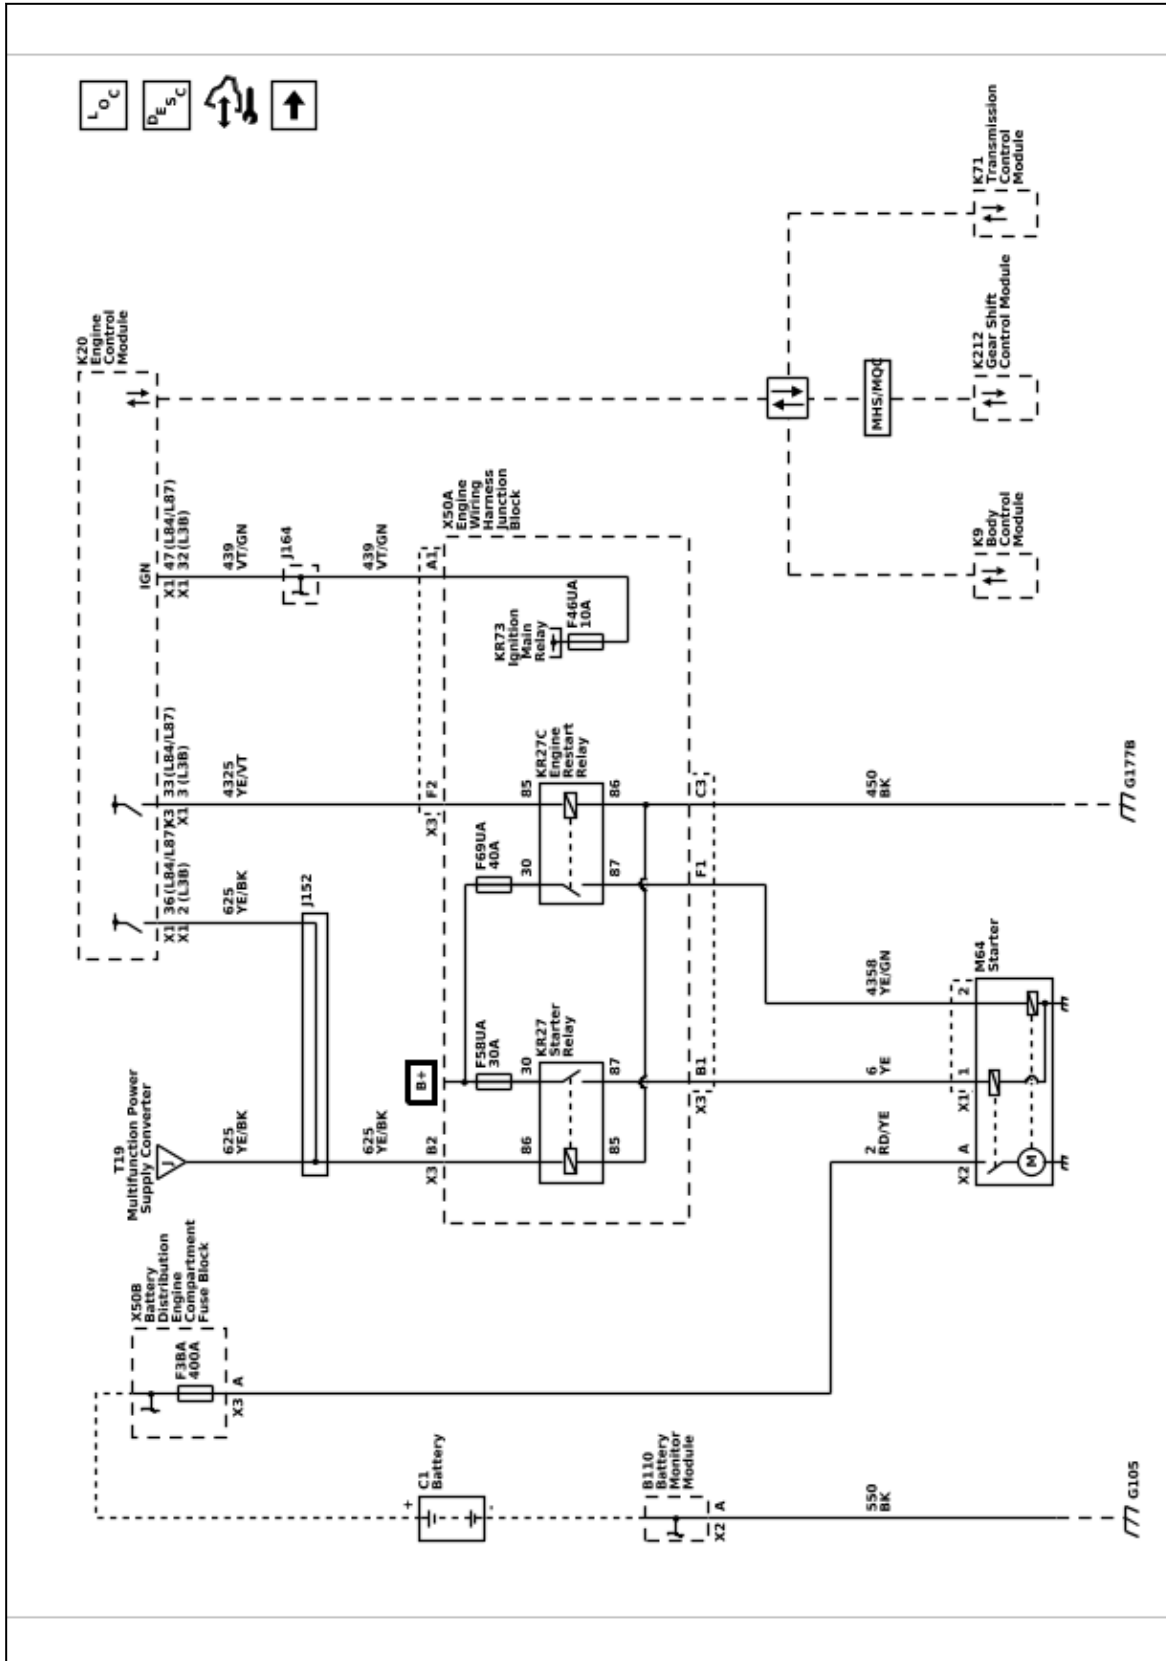 LOC
DESC
K20
Engine
Control
Module
IGN
X1 36 (L84/L87)
X1 2 (L3B)
X3 33 (L84/L87)
X1 3 (L3B)
X1 47 (L84/L87)
X1 32 (L3B)
T19
Multifunction Power
Supply Converter
J
625
YE/BK
625
YE/BK
4325
YE/VT
439
VT/GN
J152
J164
625
YE/BK
439
VT/GN
X50B
Battery
Distribution
Engine
Compartment
Fuse Block
F38A
400A
X3 A
B+
X3 B2
X3 F2
A1
X50A
Engine
Wiring
Harness
Junction
Block
F58UA
30A
F69UA
40A
KR73
Ignition
Main
Relay
F46UA
10A
86
30
KR27
Starter
Relay
85
87
30
85
KR27C
Engine
Restart
Relay
87
86
X3 B1
F1
C3
C1
Battery
+
-
B110
Battery
Monitor
Module
X2 A
550
BK
G105
2
RD/YE
6
YE
4358
YE/GN
450
BK
G177B
X2 A
X1 1
2
M64
Starter
M
MHS/MQC
K9
Body
Control
Module
K212
Gear Shift
Control Module
K71
Transmission
Control
Module